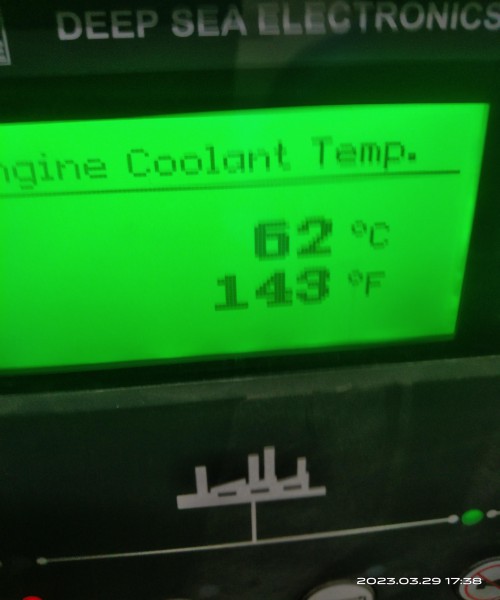 DEEP SEA ELECTRONICS
ngine Coolant Temp.
62 °C
143 °F
2023.03.29 17:38